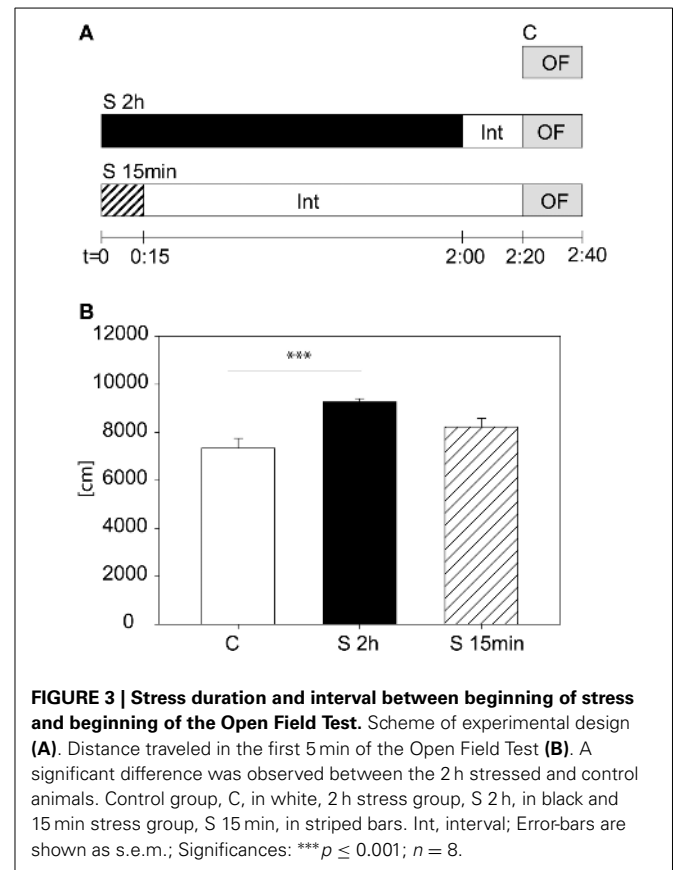 A
C
OF
S 2h
Int
OF
S 15min
Int
OF
t=0 0:15 2:00 2:20 2:40
B
12000
***
10000
8000
[cm]
6000
4000
2000
0
C S 2h S 15min
FIGURE 3 | Stress duration and interval between beginning of stress
and beginning of the Open Field Test. Scheme of experimental design
(A). Distance traveled in the first 5 min of the Open Field Test (B). A
significant difference was observed between the 2 h stressed and control
animals. Control group, C, in white, 2 h stress group, S 2h, in black and
15 min stress group, S 15 min, in striped bars. Int, interval; Error-bars are
shown as s.e.m.; Significances: ***p ≤ 0.001; n = 8.